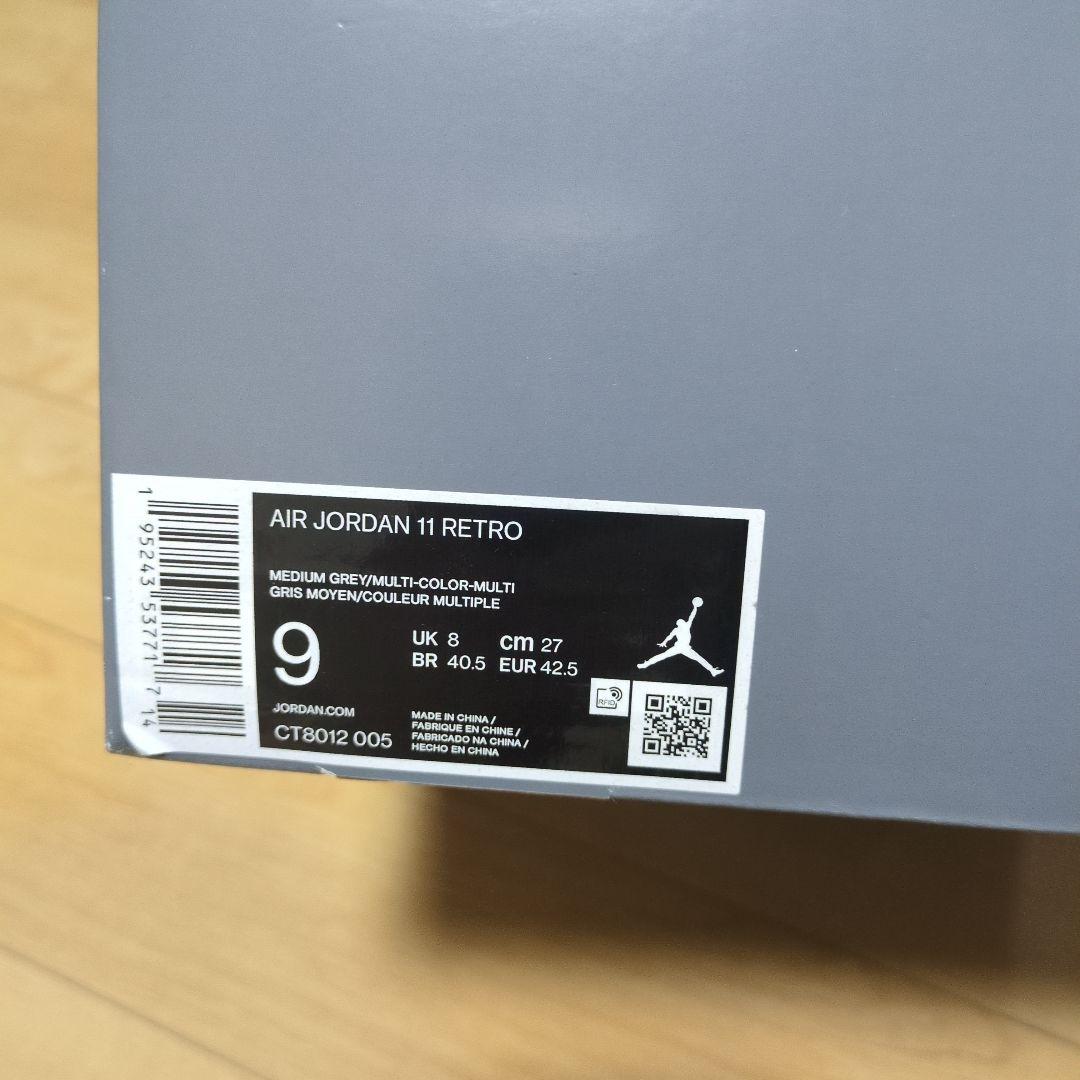 1 95243 53771 7 14
AIR JORDAN 11 RETRO
MEDIUM GREY/MULTI-COLOR-MULTI
GRIS MOYEN/COULEUR MULTIPLE
9
UK 8 cm 27
BR 40.5 EUR 42.5
RFID
JORDAN.COM
CT8012 005
MADE IN CHINA /
FABRIQUE EN CHINE /
FABRICADO NA CHINA /
HECHO EN CHINA